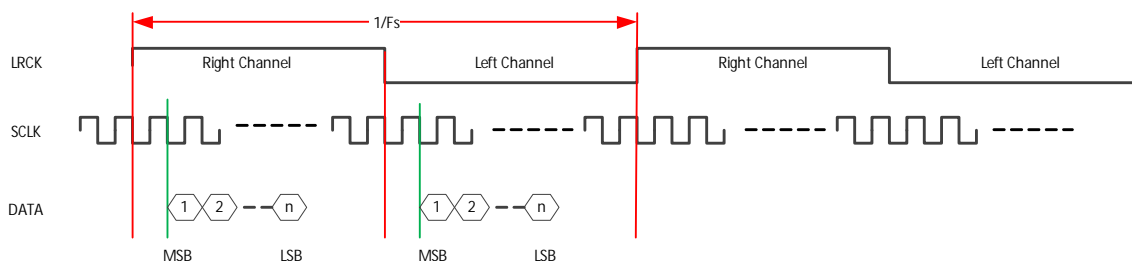 1/Fs
LRCK
Right Channel
Left Channel
Right Channel
Left Channel
SCLK
DATA
1
2
n
1
2
n
MSB
LSB
MSB
LSB